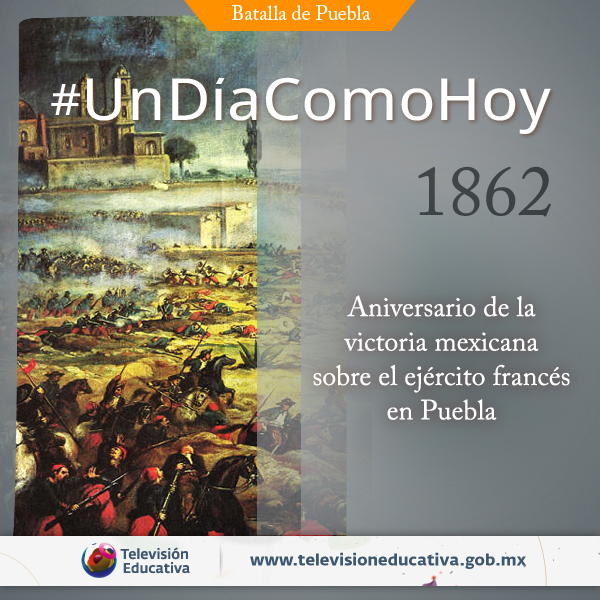 Batalla de Puebla
#UnDíaComoHoy
1862
Aniversario de la
victoria mexicana
sobre el ejército francés
en Puebla
Televisión
Educativa
www.televisioneducativa.gob.mx